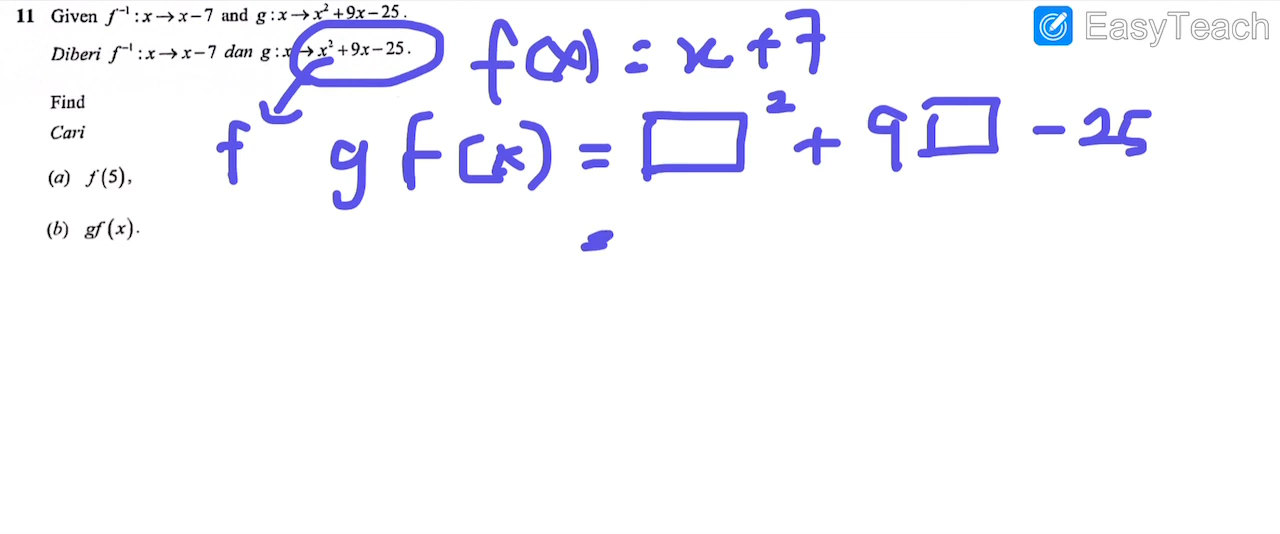 11 Given f⁻¹ : x → x − 7 and g : x → x² + 9x − 25.
Diberi f⁻¹ : x → x − 7 dan g : x → x² + 9x − 25.
f(x) = x + 7
EasyTeach
Find
Cari
f g f(x) = □² + 9□ − 25
(a) f(5),
(b) gf(x).
=